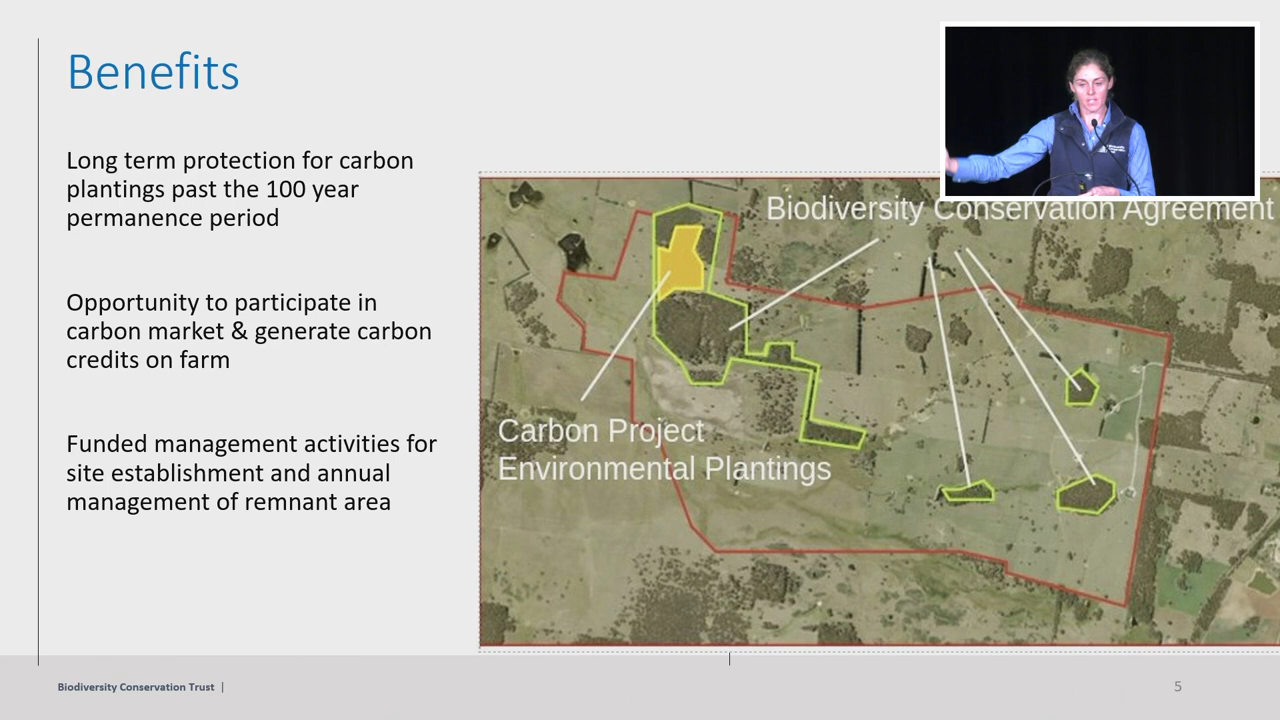 Benefits
Long term protection for carbon
plantings past the 100 year
permanence period
Opportunity to participate in
carbon market & generate carbon
credits on farm
Funded management activities for
site establishment and annual
management of remnant area
Biodiversity Conservation Agreement
Carbon Project
Environmental Plantings
Biodiversity Conservation Trust |
5